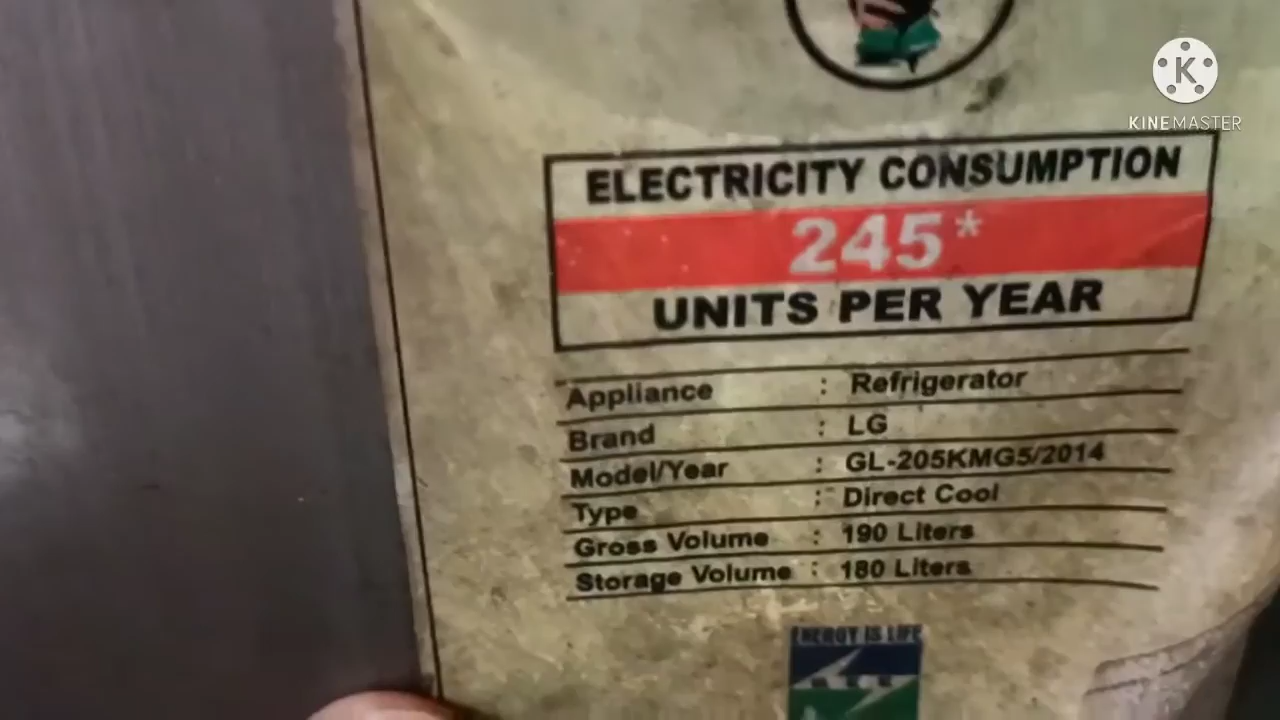 KINEMASTER
ELECTRICITY CONSUMPTION
245*
UNITS PER YEAR
Appliance : Refrigerator
Brand : LG
Model/Year : GL-205KMG5/2014
Type : Direct Cool
Gross Volume : 190 Liters
Storage Volume : 180 Liters
ENERGY IS LIFE